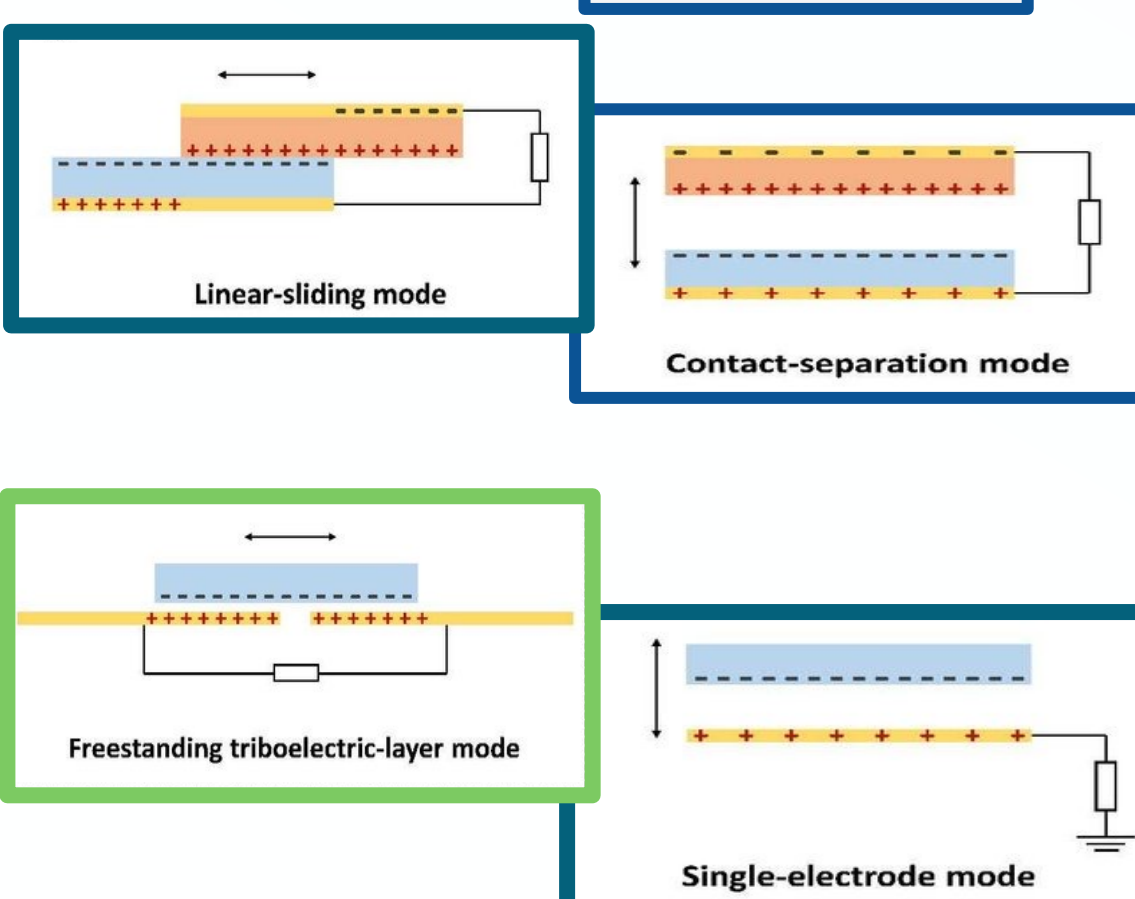 Linear-sliding mode
Contact-separation mode
Freestanding triboelectric-layer mode
Single-electrode mode